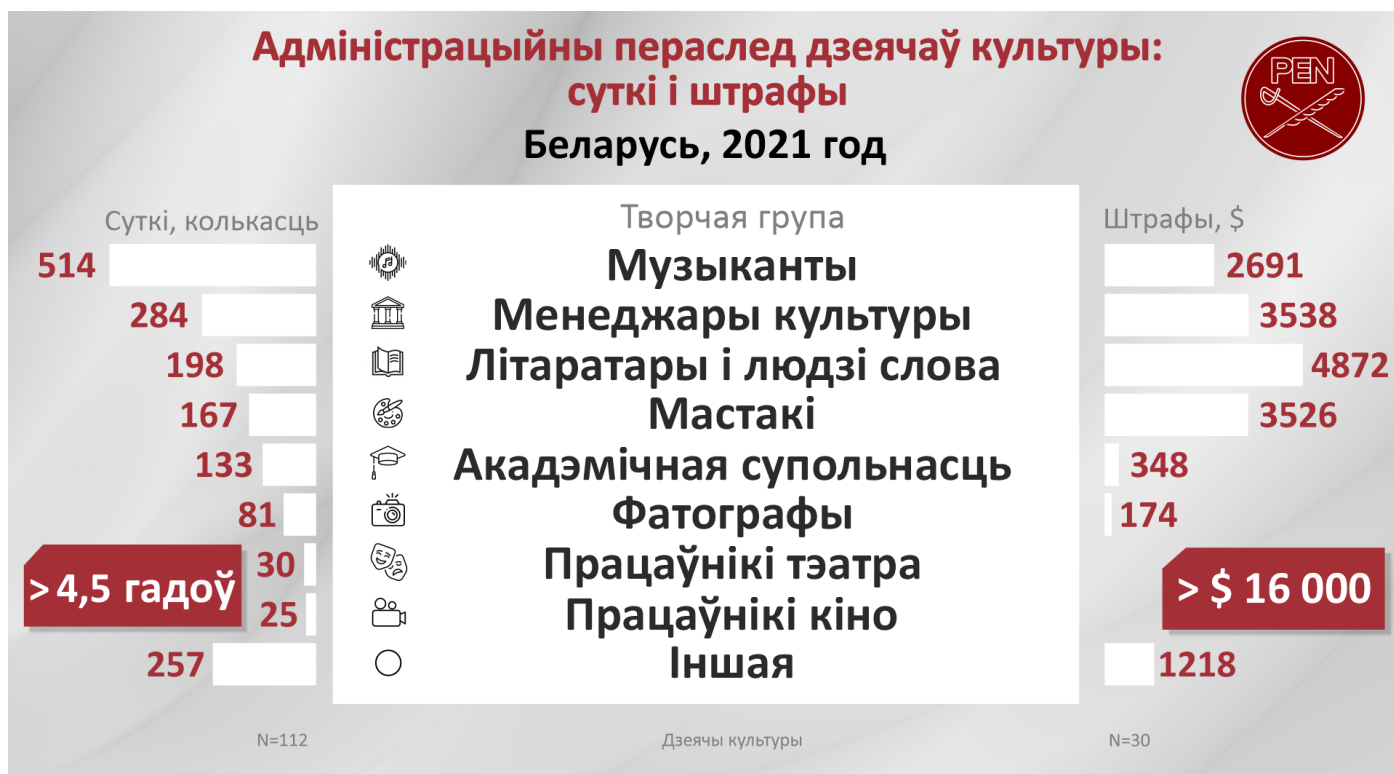 Адміністрацыйны пераслед дзеячаў культуры:
суткі і штрафы
Беларусь, 2021 год
PEN
Суткі, колькасць Творчая група Штрафы, $
514 Музыканты 2691
284 Менеджары культуры 3538
198 Літаратары і людзі слова 4872
167 Мастакі 3526
133 Акадэмічная супольнасць 348
81 Фатографы 174
30 Працаўнікі тэатра
> 4,5 гадоў > $ 16 000
25 Працаўнікі кіно
257 Іншая 1218
N=112 Дзеячы культуры N=30